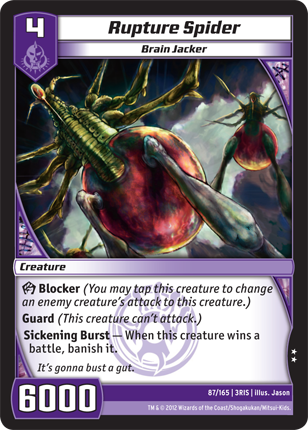 4
Rupture Spider
Brain Jacker
Creature
Blocker (You may tap this creature to change
an enemy creature's attack to this creature.)
Guard (This creature can't attack.)
Sickening Burst — When this creature wins a
battle, banish it.
It's gonna bust a gut.
6000
87/165 | 3RIS | illus. Jason
TM & © 2012 Wizards of the Coast/Shogakukan/Mitsui-Kids.